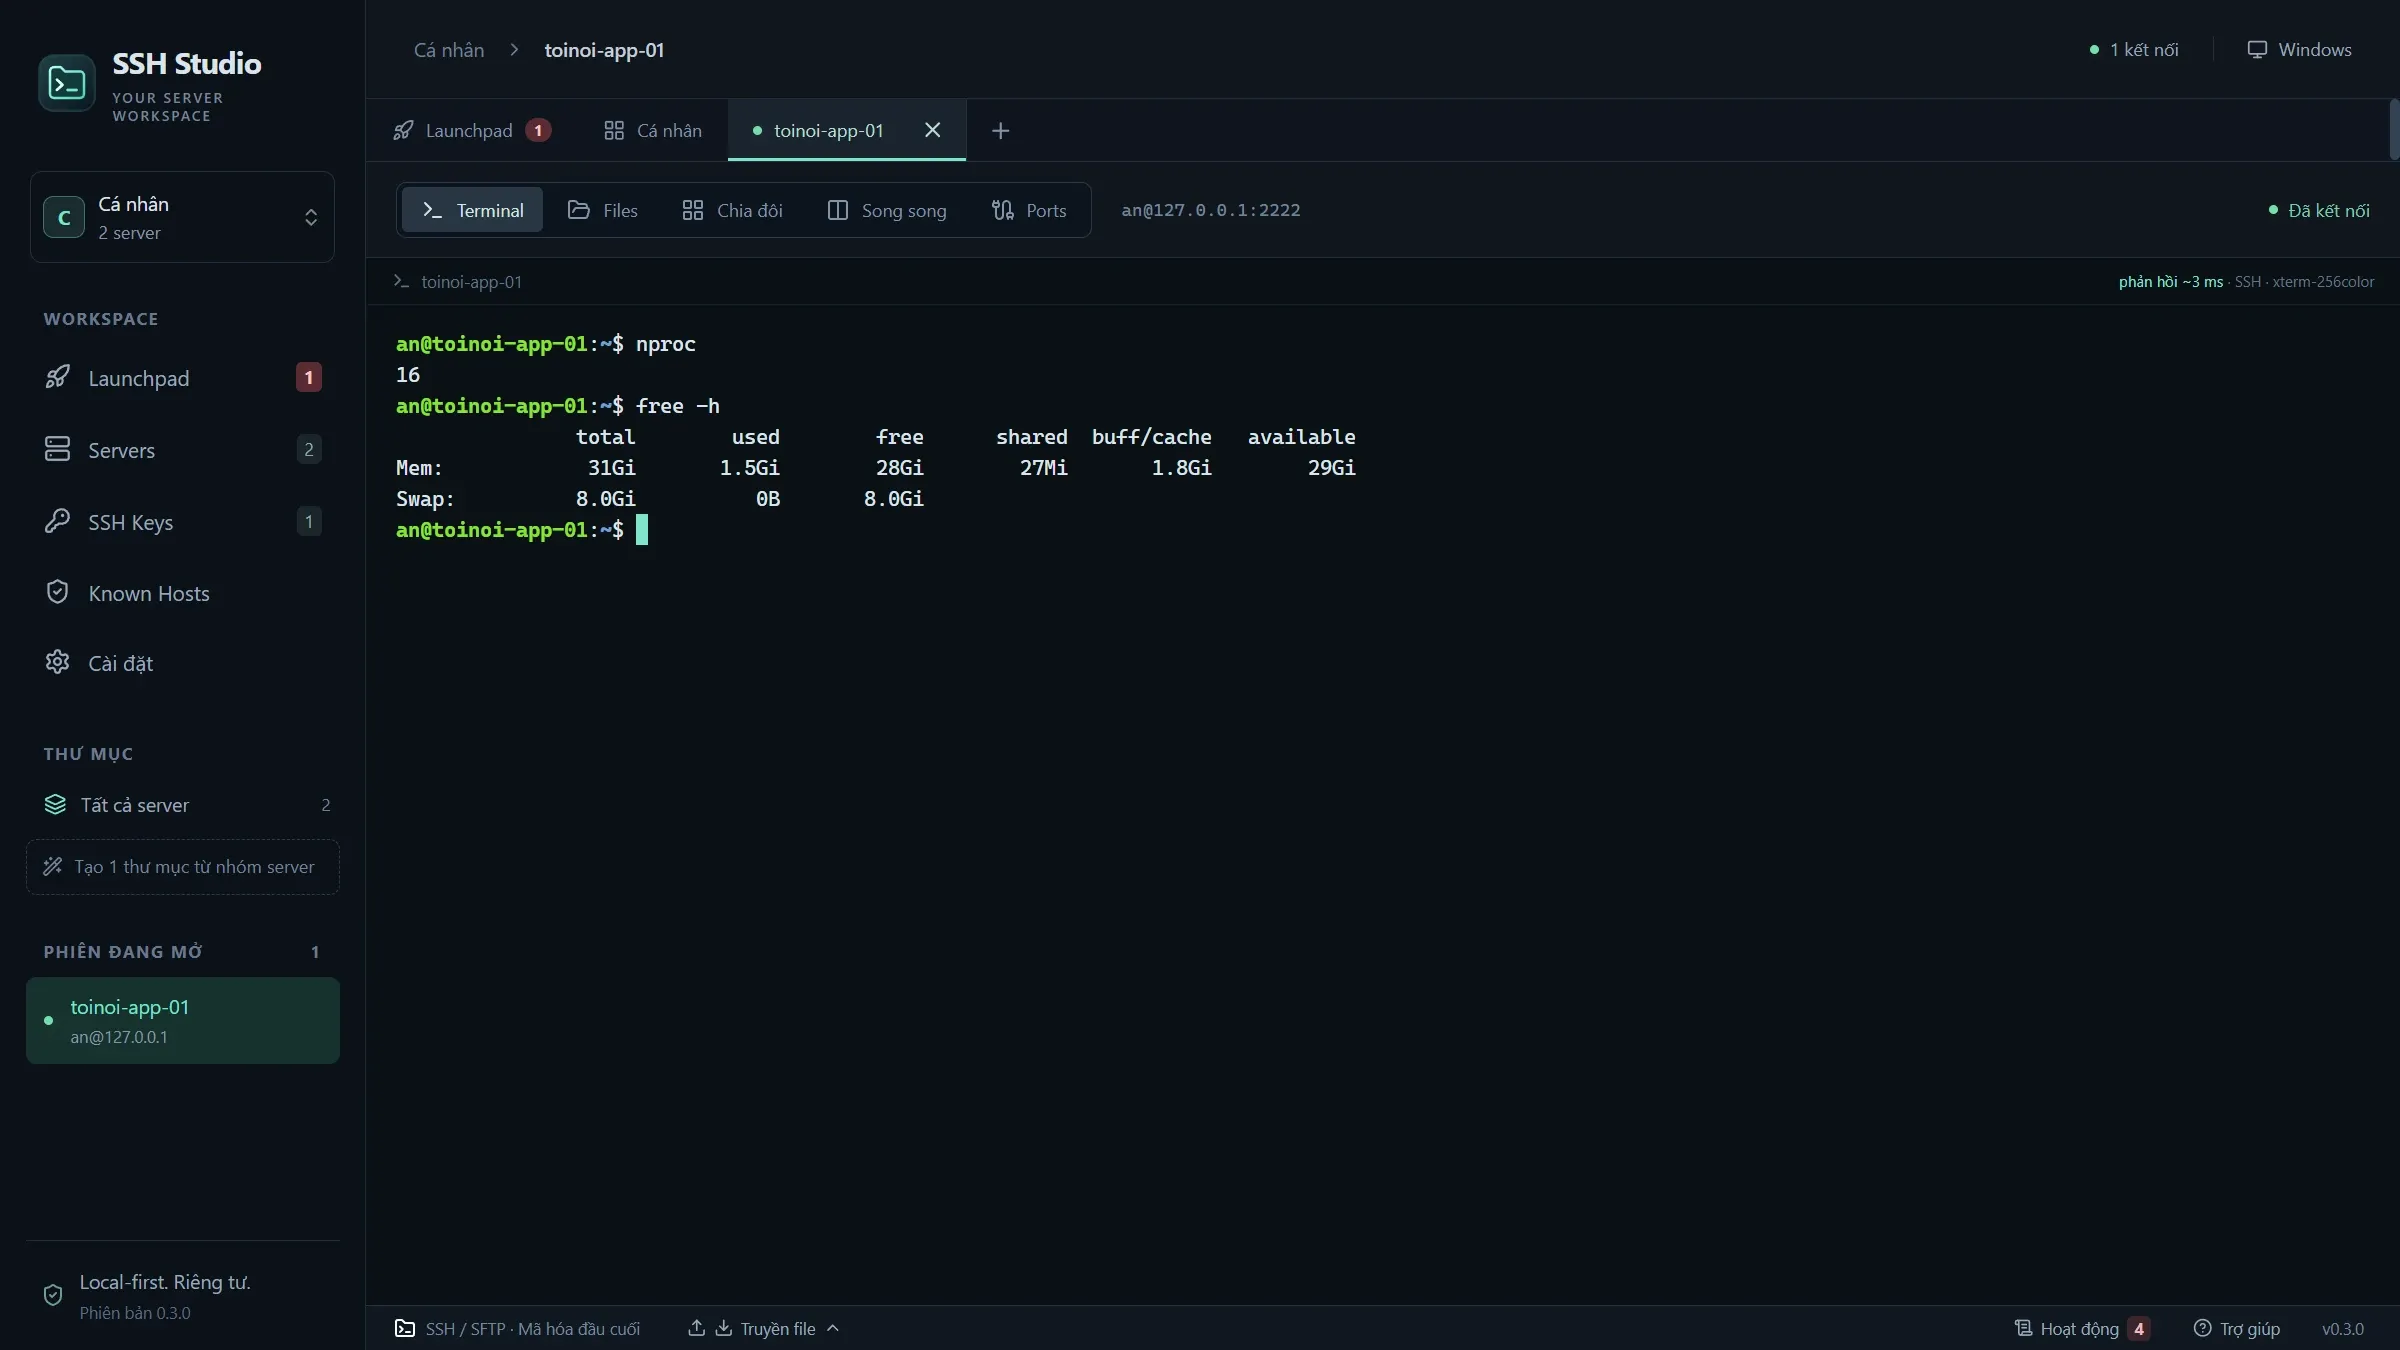 SSH Studio
YOUR SERVER
WORKSPACE
C
Cá nhân
2 server
WORKSPACE
Launchpad 1
Servers 2
SSH Keys 1
Known Hosts
Cài đặt
THƯ MỤC
Tất cả server 2
Tạo 1 thư mục từ nhóm server
PHIÊN ĐANG MỞ 1
toinoi-app-01
an@127.0.0.1
Local-first. Riêng tư.
Phiên bản 0.3.0
Cá nhân > toinoi-app-01
1 kết nối
Windows
Launchpad 1 Cá nhân toinoi-app-01
Terminal Files Chia đôi Song song Ports an@127.0.0.1:2222
Đã kết nối
toinoi-app-01
phản hồi ~3 ms · SSH · xterm-256color
an@toinoi-app-01:~$ nproc
16
an@toinoi-app-01:~$ free -h
total used free shared buff/cache available
Mem: 31Gi 1.5Gi 28Gi 27Mi 1.8Gi 29Gi
Swap: 8.0Gi 0B 8.0Gi
an@toinoi-app-01:~$
SSH / SFTP · Mã hóa đầu cuối Truyền file
Hoạt động 4 Trợ giúp v0.3.0